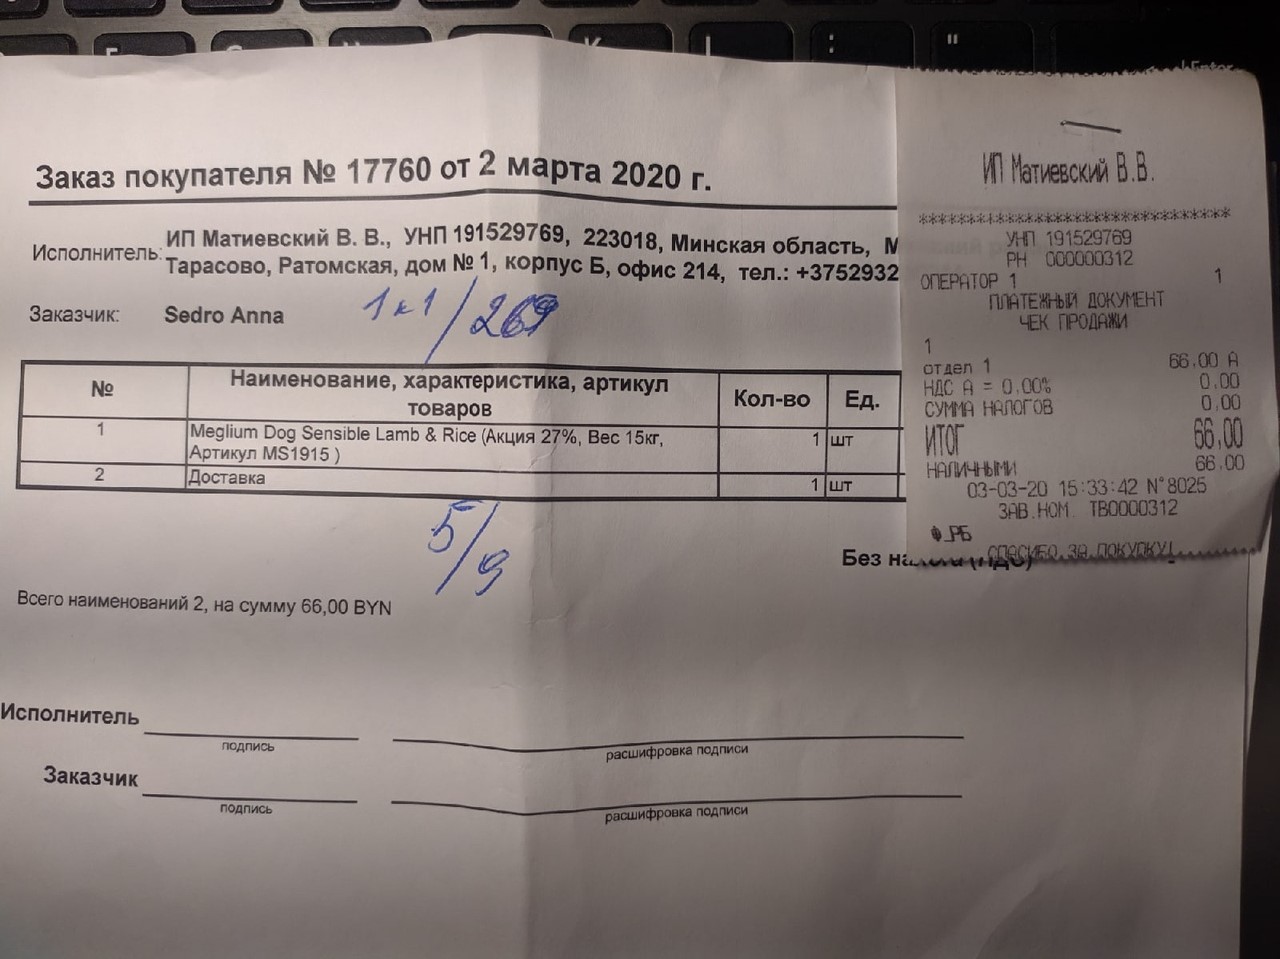 Заказ покупателя № 17760 от 2 марта 2020 г.
Исполнитель: ИП Матиевский В. В., УНП 191529769, 223018, Минская область, М
Тарасово, Ратомская, дом № 1, корпус Б, офис 214, тел.: +3752932
Заказчик: Sedro Anna
1к1/269
№ Наименование, характеристика, артикул товаров Кол-во Ед.
1 Meglium Dog Sensible Lamb & Rice (Акция 27%, Вес 15кг,
Артикул MS1915 ) 1 шт
2 Доставка 1 шт
5/9
Без
Всего наименований 2, на сумму 66,00 BYN
Исполнитель
подпись расшифровка подписи
Заказчик
подпись расшифровка подписи
ИП Матиевский В.В.
********************************
УНП 191529769
РН 000000312
ОПЕРАТОР 1 1
ПЛАТЕЖНЫЙ ДОКУМЕНТ
ЧЕК ПРОДАЖИ
1
отдел 1 66.00 А
НДС А = 0.00% 0.00
СУММА НАЛОГОВ 0.00
ИТОГ 66,00
НАЛИЧНЫМИ 66.00
03-03-20 15:33:42 N°8025
ЗАВ.НОМ. ТВ0000312
Ф_РБ
СПАСИБО ЗА ПОКУПКУ!